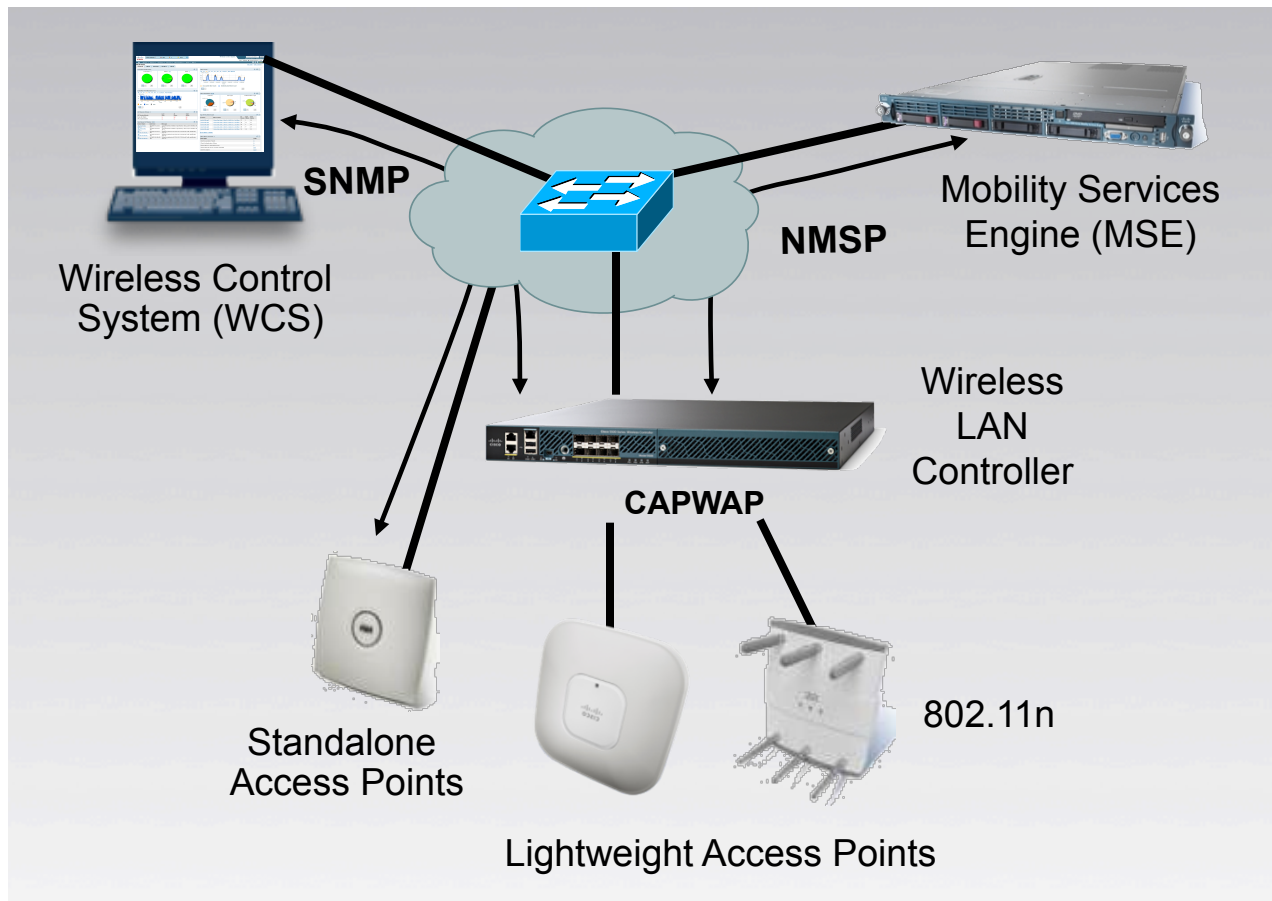 SNMP
Wireless Control
System (WCS)
NMSP
Mobility Services
Engine (MSE)
Wireless
LAN
Controller
CAPWAP
Standalone
Access Points
802.11n
Lightweight Access Points